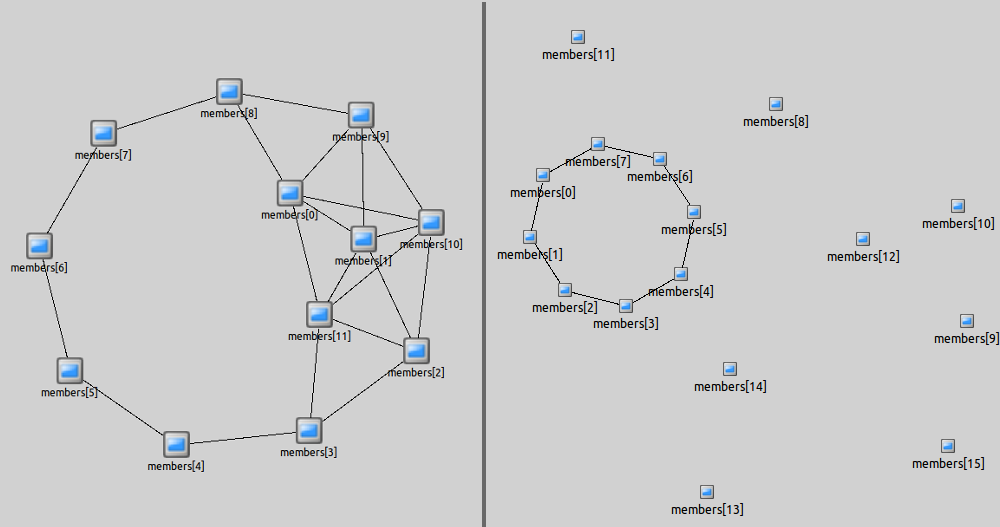 members[8]
members[9]
members[7]
members[0]
members[10]
members[1]
members[6]
members[11]
members[2]
members[5]
members[3]
members[4]
members[11]
members[8]
members[7]
members[6]
members[0]
members[10]
members[5]
members[1]
members[12]
members[4]
members[2]
members[3]
members[9]
members[14]
members[15]
members[13]